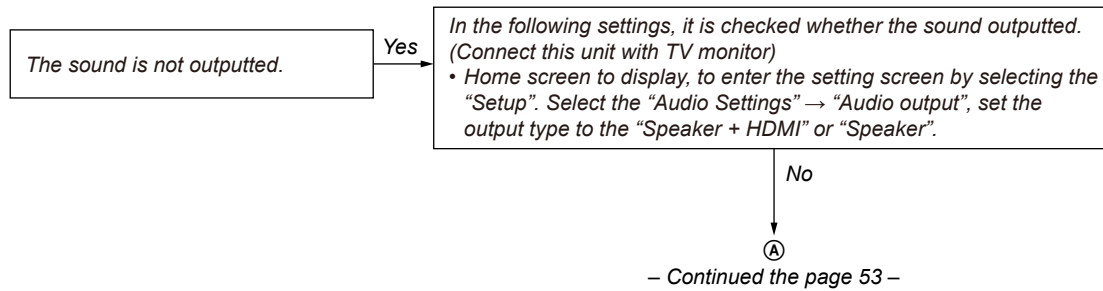 The sound is not outputted.
Yes
In the following settings, it is checked whether the sound outputted.
(Connect this unit with TV monitor)
• Home screen to display, to enter the setting screen by selecting the
“Setup”. Select the “Audio Settings” → “Audio output”, set the
output type to the “Speaker + HDMI” or “Speaker”.
No
Ⓐ
– Continued the page 53 –